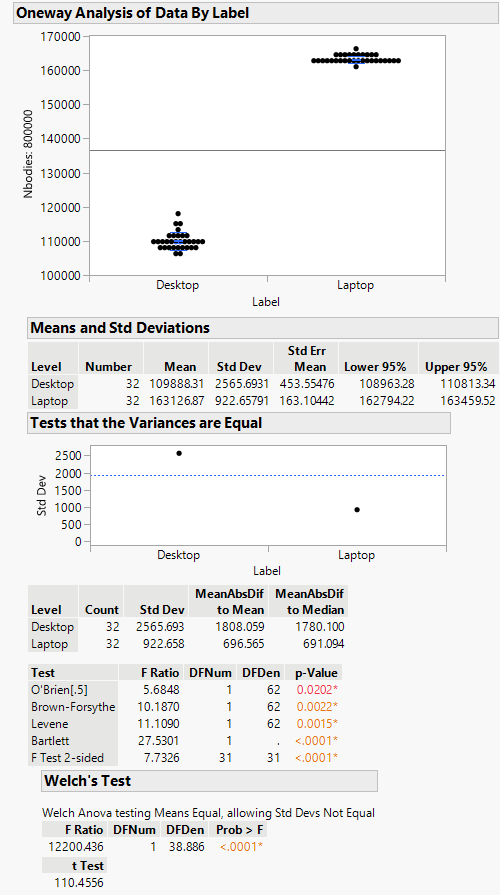 Oneway Analysis of Data By Label
Nbodies: 800000
170000
160000
150000
140000
130000
120000
110000
100000
Desktop Laptop
Label
Means and Std Deviations
Level Number Mean Std Dev Std Err Mean Lower 95% Upper 95%
Desktop 32 109888.31 2565.6931 453.55476 108963.28 110813.34
Laptop 32 163126.87 922.65791 163.10442 162794.22 163459.52
Tests that the Variances are Equal
Std Dev
2500
2000
1500
1000
500
0
Desktop Laptop
Label
Level Count Std Dev MeanAbsDif to Mean MeanAbsDif to Median
Desktop 32 2565.693 1808.059 1780.100
Laptop 32 922.658 696.565 691.094
Test F Ratio DFNum DFDen p-Value
O'Brien[.5] 5.6848 1 62 0.0202*
Brown-Forsythe 10.1870 1 62 0.0022*
Levene 11.1090 1 62 0.0015*
Bartlett 27.5301 1 . <.0001*
F Test 2-sided 7.7326 31 31 <.0001*
Welch's Test
Welch Anova testing Means Equal, allowing Std Devs Not Equal
F Ratio DFNum DFDen Prob > F
12200.436 1 38.886 <.0001*
t Test
110.4556